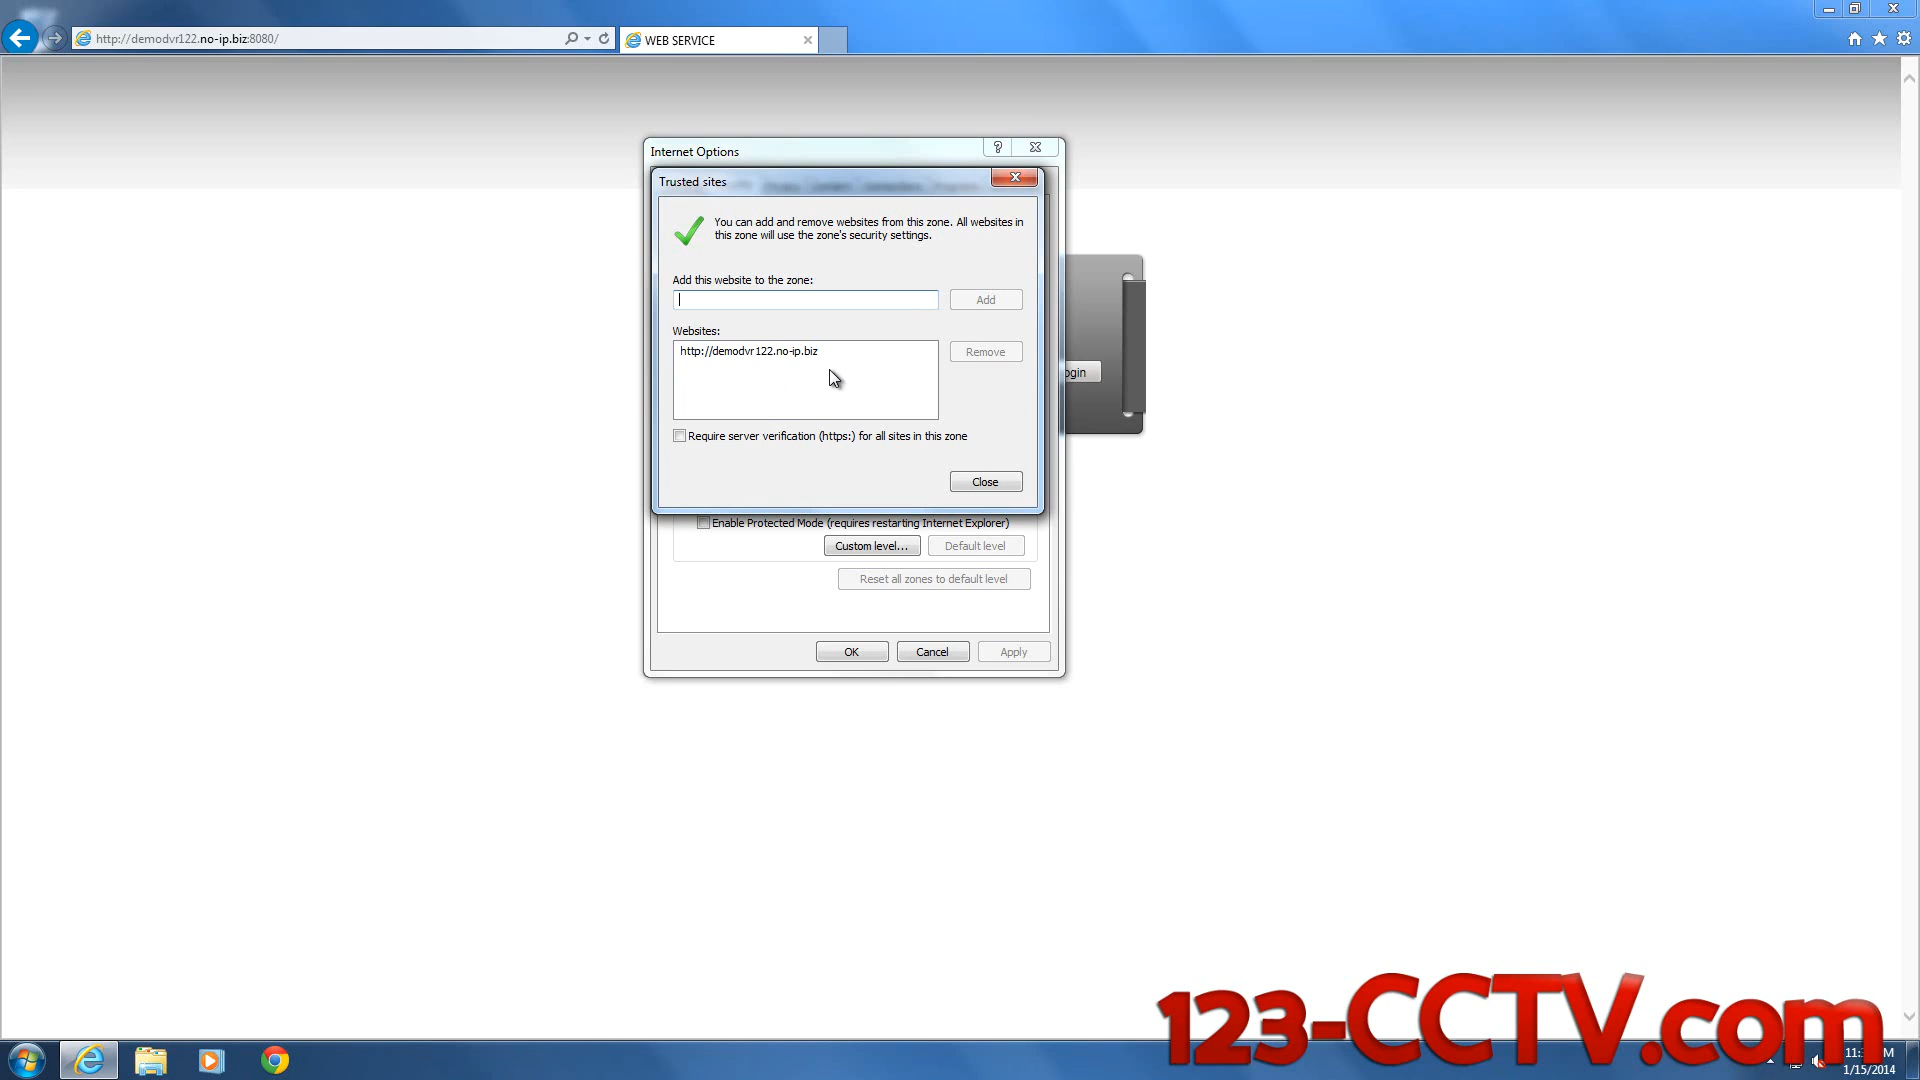 http://demodvr122.no-ip.biz:8080/
WEB SERVICE
Internet Options
Trusted sites
You can add and remove websites from this zone. All websites in
this zone will use the zone's security settings.
Add this website to the zone:
Add
Websites:
http://demodvr122.no-ip.biz
Remove
ogin
Require server verification (https:) for all sites in this zone
Close
Enable Protected Mode (requires restarting Internet Explorer)
Custom level...
Default level
Reset all zones to default level
OK
Cancel
Apply
123-CCTV.com
1/15/2014